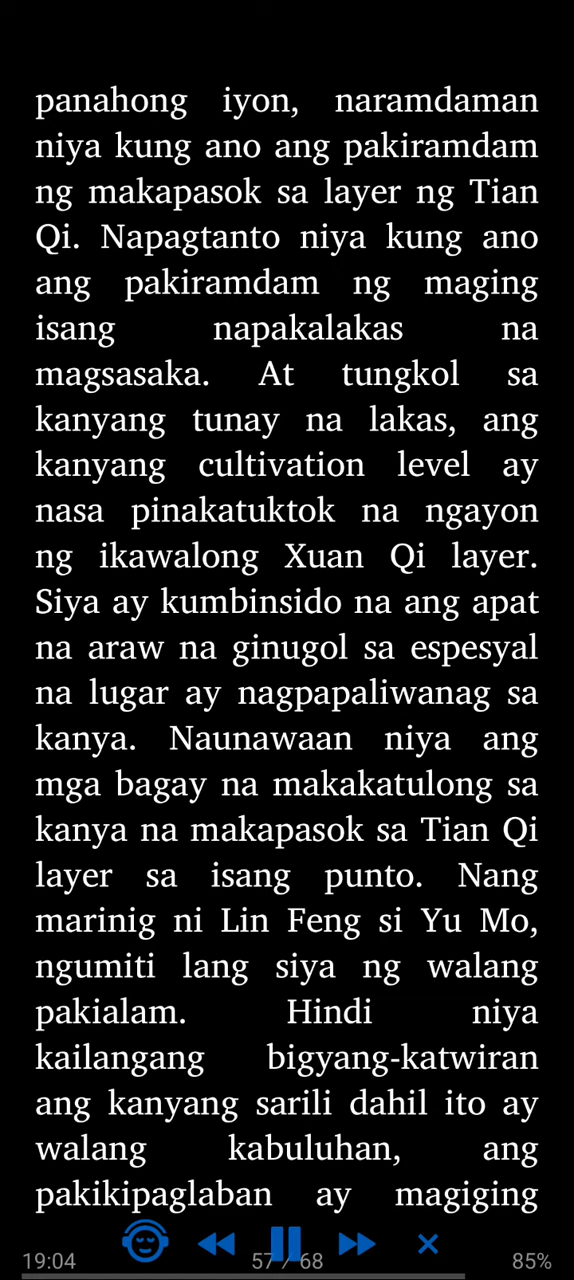 panahong iyon, naramdaman
niya kung ano ang pakiramdam
ng makapasok sa layer ng Tian
Qi. Napagtanto niya kung ano
ang pakiramdam ng maging
isang napakalakas na
magsasaka. At tungkol sa
kanyang tunay na lakas, ang
kanyang cultivation level ay
nasa pinakatuktok na ngayon
ng ikawalong Xuan Qi layer.
Siya ay kumbinsido na ang apat
na araw na ginugol sa espesyal
na lugar ay nagpapaliwanag sa
kanya. Naunawaan niya ang
mga bagay na makakatulong sa
kanya na makapasok sa Tian Qi
layer sa isang punto. Nang
marinig ni Lin Feng si Yu Mo,
ngumiti lang siya ng walang
pakialam. Hindi niya
kailangang bigyang-katwiran
ang kanyang sarili dahil ito ay
walang kabuluhan, ang
pakikipaglaban ay magiging
19:04 57 / 68 85%